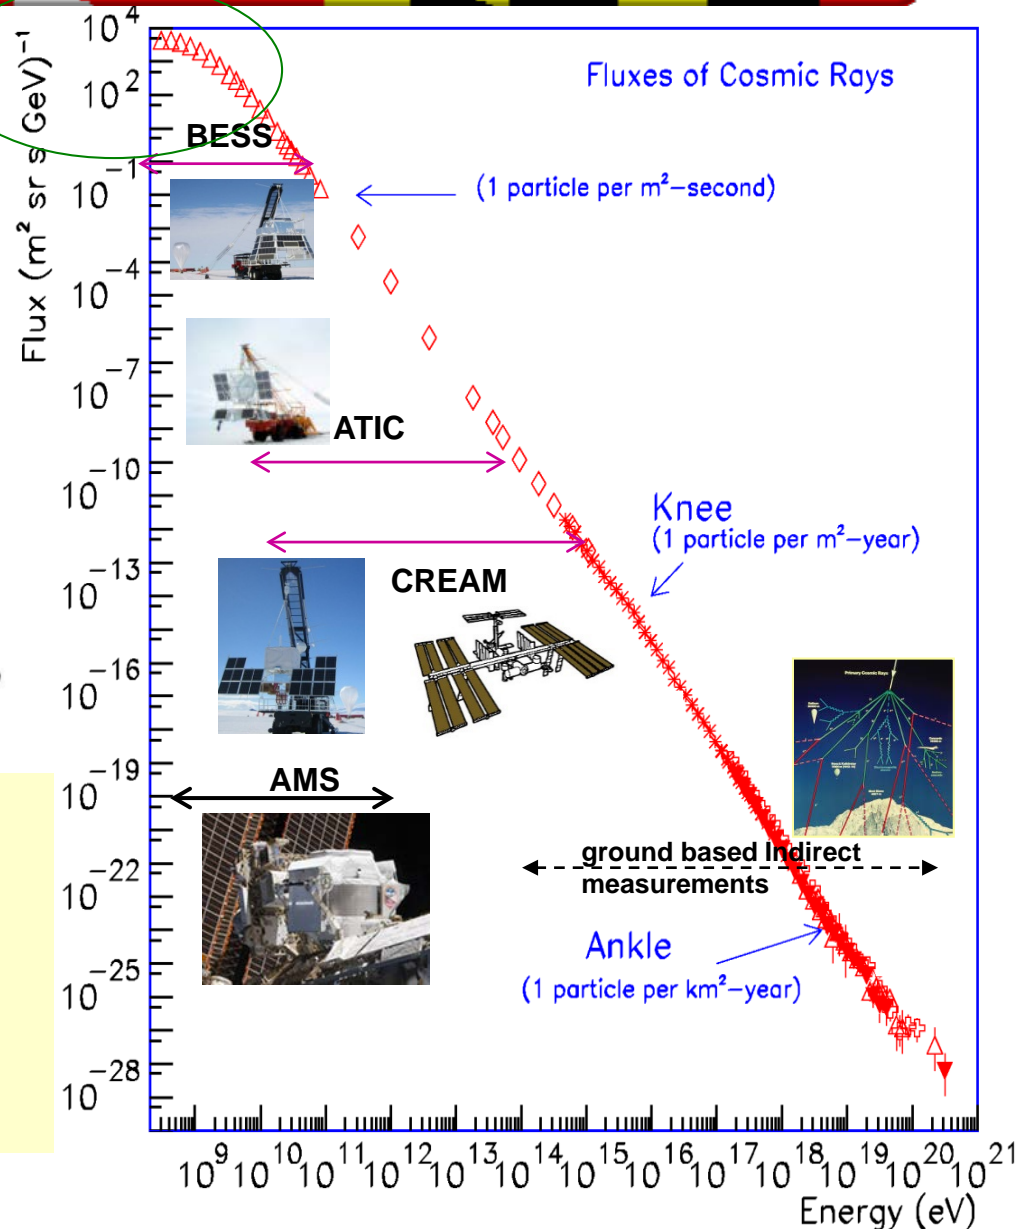 Fluxes of Cosmic Rays
Flux (m² sr s GeV)⁻¹
10⁴
10²
10⁻¹
10⁻⁴
10⁻⁷
10⁻¹⁰
10⁻¹³
10⁻¹⁶
10⁻¹⁹
10⁻²²
10⁻²⁵
10⁻²⁸
BESS
(1 particle per m²−second)
ATIC
Knee
(1 particle per m²−year)
CREAM
Primary Cosmic Rays
AMS
ground based Indirect
measurements
Ankle
(1 particle per km²−year)
10⁹ 10¹⁰ 10¹¹ 10¹² 10¹³ 10¹⁴ 10¹⁵ 10¹⁶ 10¹⁷ 10¹⁸ 10¹⁹ 10²⁰ 10²¹
Energy (eV)